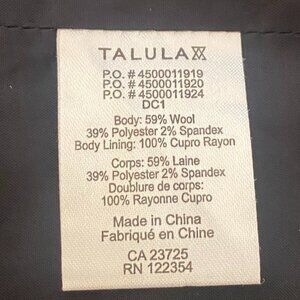 TALULA
P.O. # 4500011919
P.O. # 4500011920
P.O. # 4500011924
DC1
Body: 59% Wool
39% Polyester 2% Spandex
Body Lining: 100% Cupro Rayon
Corps: 59% Laine
39% Polyester 2% Spandex
Doublure de corps:
100% Rayonne Cupro
Made in China
Fabriqué en Chine
CA 23725
RN 122354